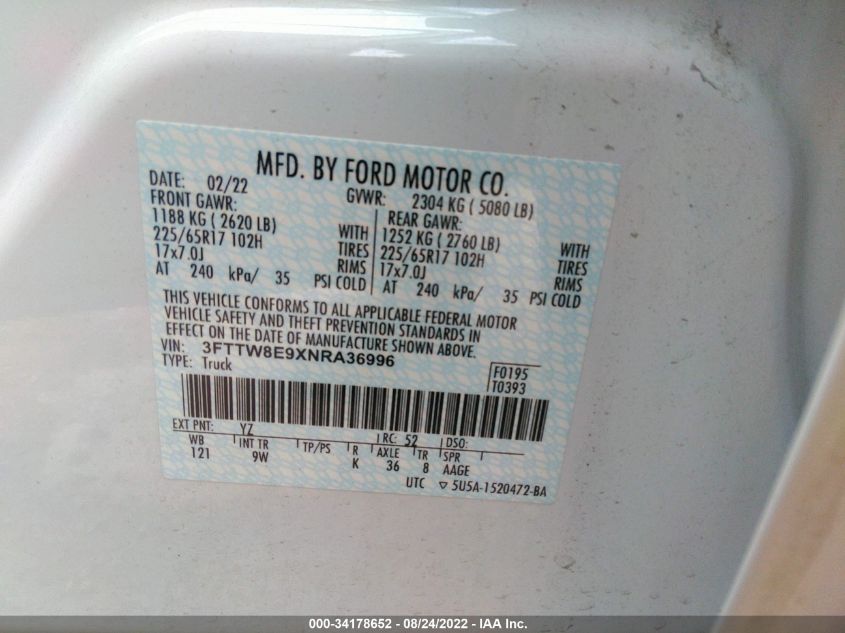 MFD. BY FORD MOTOR CO.
DATE: 02/22 GVWR: 2304 KG ( 5080 LB)
FRONT GAWR: REAR GAWR:
1188 KG ( 2620 LB) WITH 1252 KG ( 2760 LB) WITH
225/65R17 102H TIRES 225/65R17 102H TIRES
17x7.0J RIMS 17x7.0J RIMS
AT 240 kPa/ 35 PSI COLD AT 240 kPa/ 35 PSI COLD
THIS VEHICLE CONFORMS TO ALL APPLICABLE FEDERAL MOTOR
VEHICLE SAFETY AND THEFT PREVENTION STANDARDS IN
EFFECT ON THE DATE OF MANUFACTURE SHOWN ABOVE.
VIN: 3FTTW8E9XNRA36996
TYPE: Truck
F0195
T0393
EXT PNT: YZ RC: 52 DSO:
WB INT TR TP/PS R AXLE TR SPR
121 9W K 36 8 AAGE
UTC ▽ 5U5A-1520472-BA
000-34178652 - 08/24/2022 - IAA Inc.